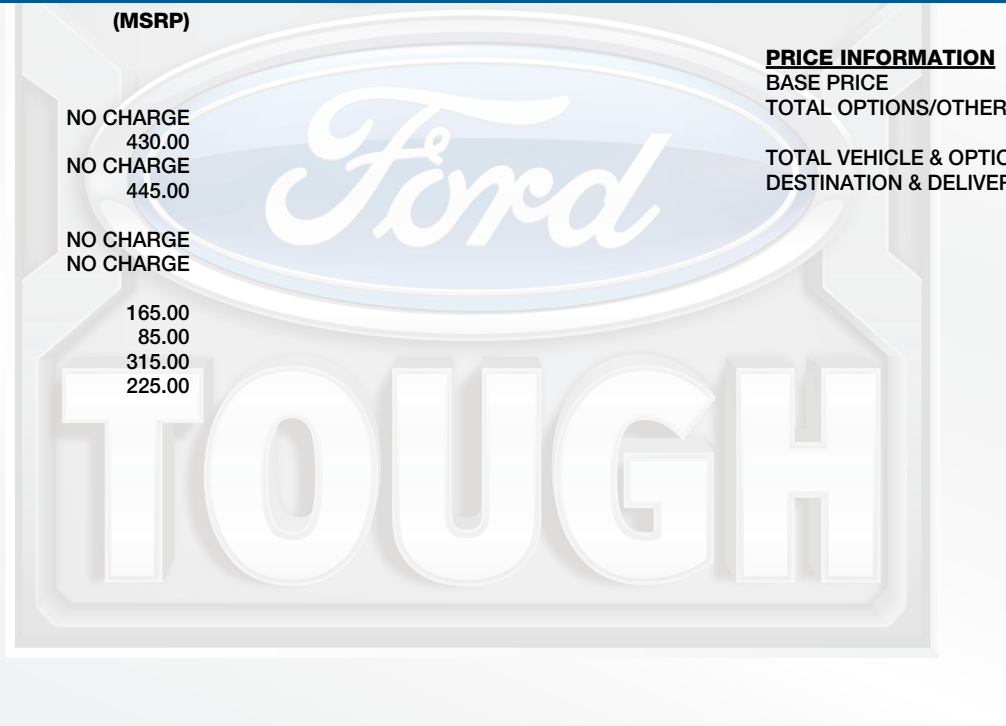 (MSRP)
NO CHARGE
430.00
NO CHARGE
445.00
NO CHARGE
NO CHARGE
165.00
85.00
315.00
225.00
PRICE INFORMATION
BASE PRICE
TOTAL OPTIONS/OTHER
TOTAL VEHICLE & OPTIO
DESTINATION & DELIVER
Ford
TOUGH